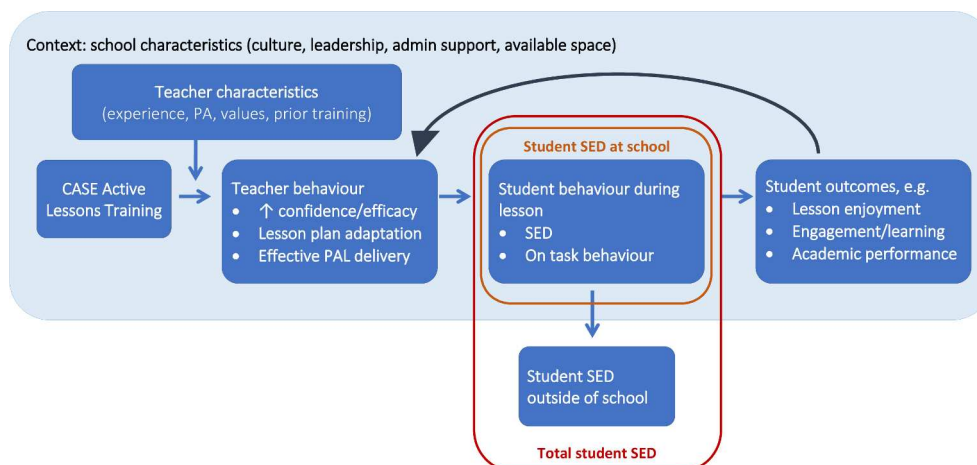 Context: school characteristics (culture, leadership, admin support, available space)
Teacher characteristics
(experience, PA, values, prior training)
CASE Active
Lessons Training
Teacher behaviour
• ↑ confidence/efficacy
• Lesson plan adaptation
• Effective PAL delivery
Student SED at school
Student behaviour during
lesson
• SED
• On task behaviour
Student outcomes, e.g.
• Lesson enjoyment
• Engagement/learning
• Academic performance
Student SED
outside of school
Total student SED